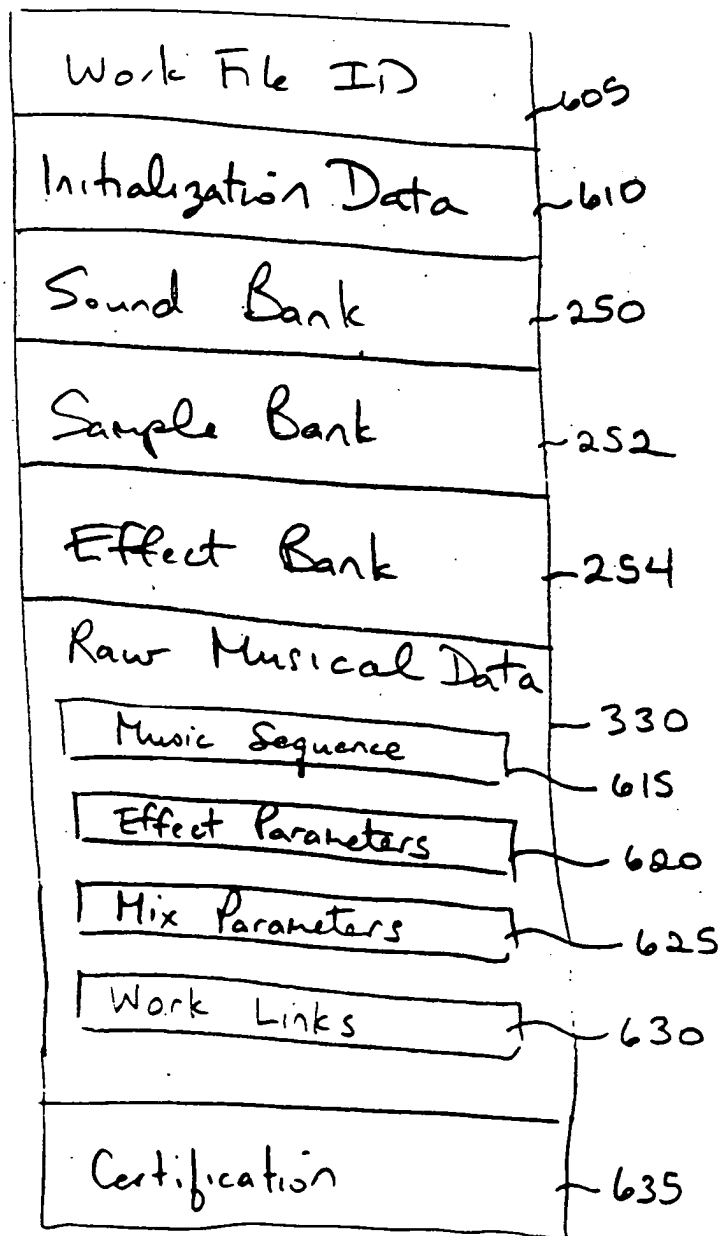 Work File ID
605
Initialization Data
610
Sound Bank
250
Sample Bank
252
Effect Bank
254
Raw Musical Data
330
Music Sequence
615
Effect Parameters
620
Mix Parameters
625
Work Links
630
Certification
635